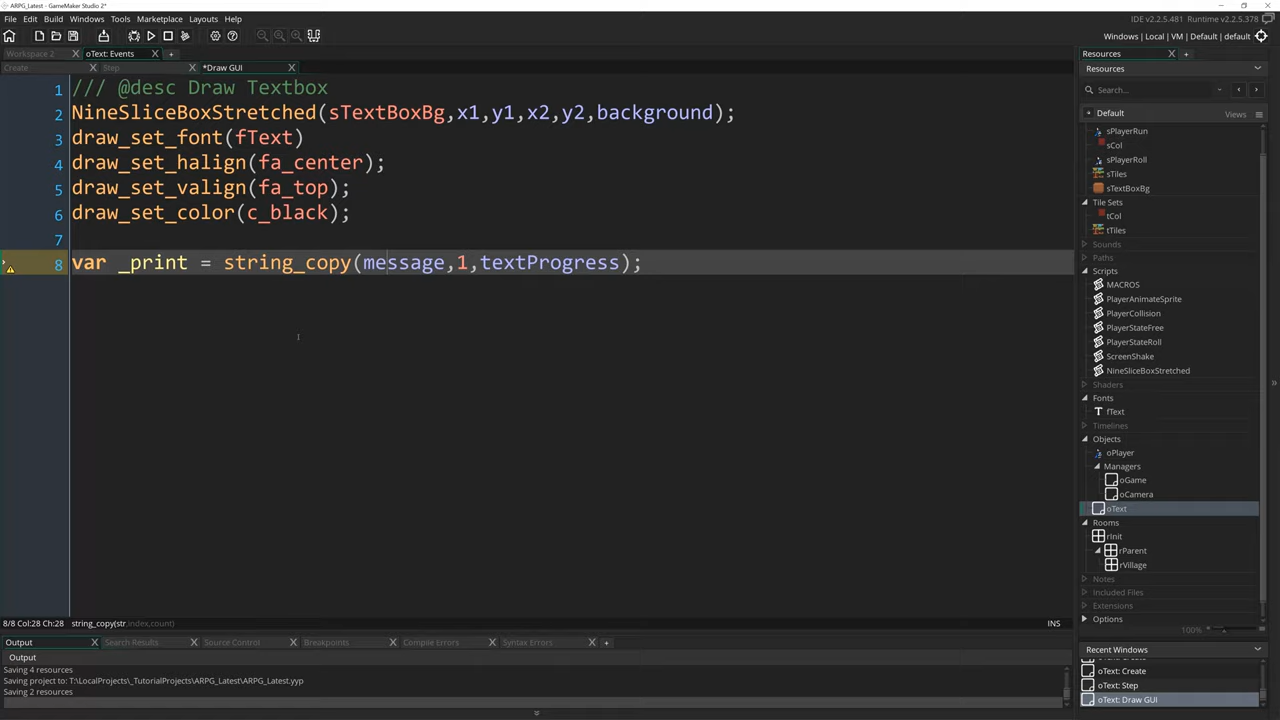 ARPG_Latest - GameMaker Studio 2*
File Edit Build Windows Tools Marketplace Layouts Help
IDE v2.2.5.481 Runtime v2.2.5.378
Windows | Local | VM | Default | default
Workspace 2
oText: Events
Create
Step
*Draw GUI
1 /// @desc Draw Textbox
2 NineSliceBoxStretched(sTextBoxBg,x1,y1,x2,y2,background);
3 draw_set_font(fText)
4 draw_set_halign(fa_center);
5 draw_set_valign(fa_top);
6 draw_set_color(c_black);
7
8 var _print = string_copy(message,1,textProgress);
8/8 Col:28 Ch:28 string_copy(str,index,count)
INS
Output Search Results Source Control Breakpoints Compile Errors Syntax Errors
Output
Saving 4 resources
Saving project to: T:\LocalProjects\_TutorialProjects\ARPG_Latest\ARPG_Latest.yyp
Saving 2 resources
Resources
Resources
Search...
Default
Views
sPlayerRun
sCol
sPlayerRoll
sTiles
sTextBoxBg
Tile Sets
tCol
tTiles
Sounds
Paths
Scripts
MACROS
PlayerAnimateSprite
PlayerCollision
PlayerStateFree
PlayerStateRoll
ScreenShake
NineSliceBoxStretched
Shaders
Fonts
fText
Timelines
Objects
oPlayer
Managers
oGame
oCamera
oText
Rooms
rInit
rParent
rVillage
Notes
Included Files
Extensions
Options
100%
Recent Windows
oText: Create
oText: Step
oText: Draw GUI